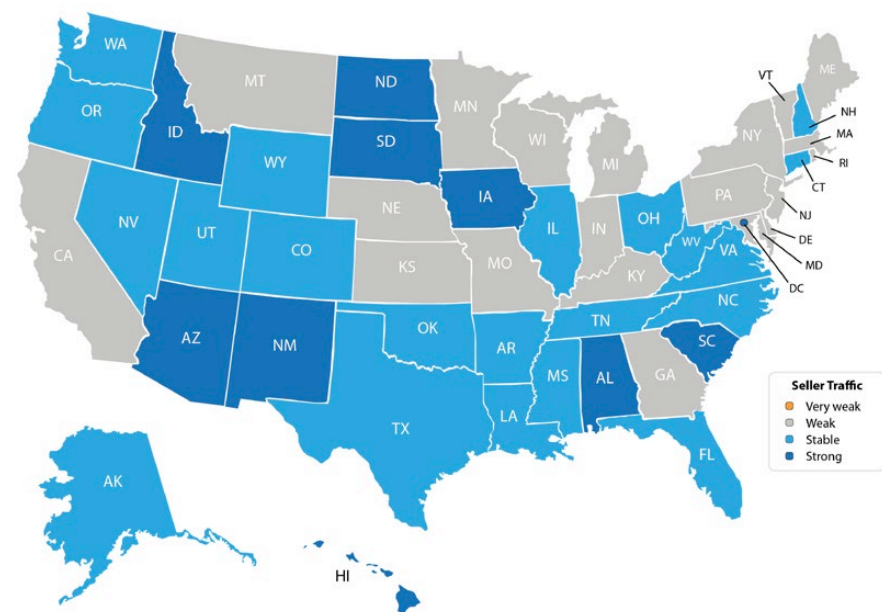 WA
MT
ND
MN
VT
ME
OR
ID
SD
WI
MI
NY
NH
MA
RI
CT
WY
IA
NE
PA
NJ
NV
UT
CO
IL
IN
OH
WV
VA
DE
MD
DC
CA
KS
MO
KY
AZ
NM
OK
AR
TN
NC
SC
MS
AL
GA
TX
LA
FL
AK
HI
Seller Traffic
Very weak
Weak
Stable
Strong